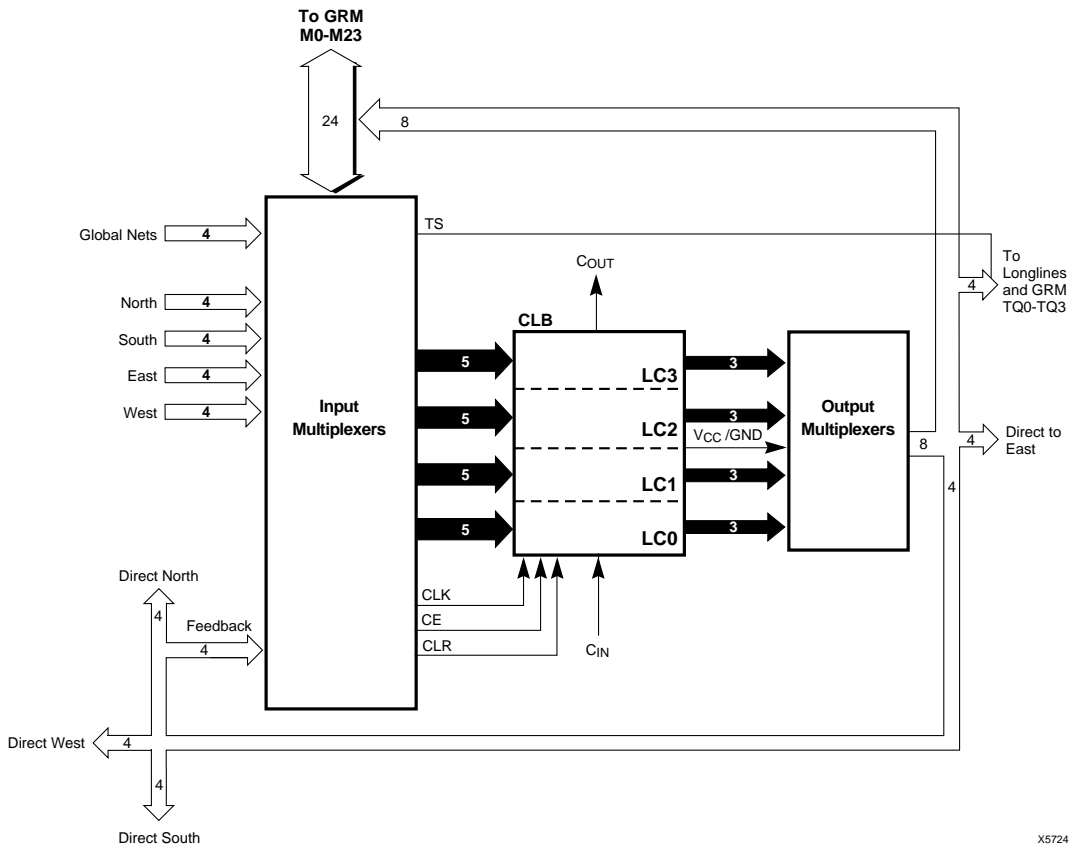 To GRM
M0-M23
24
8
Global Nets
4
TS
North
4
South
4
East
4
West
4
Input
Multiplexers
5
5
5
5
COUT
CLB
LC3
LC2
LC1
LC0
3
3
VCC /GND
3
3
Output
Multiplexers
To
Longlines
and GRM
TQ0-TQ3
4
8
4
Direct to
East
4
CLK
CE
CLR
CIN
Direct North
4
Feedback
4
Direct West
4
4
Direct South
X5724